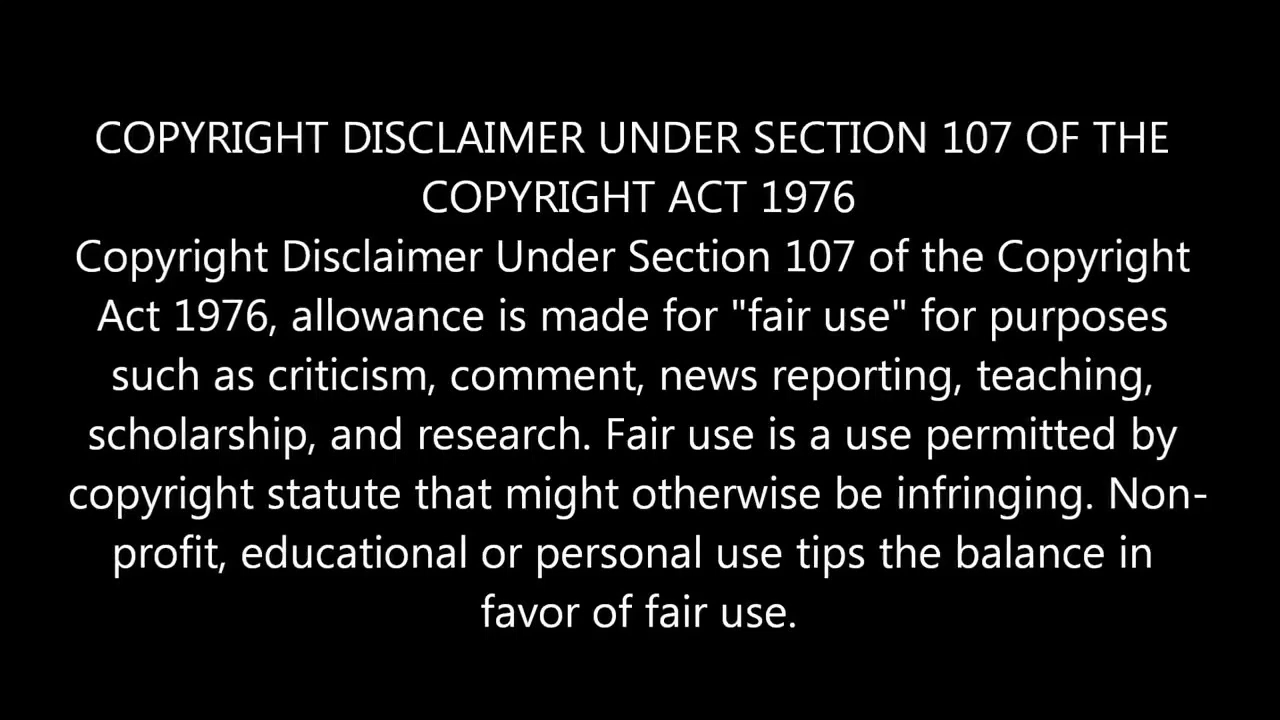 COPYRIGHT DISCLAIMER UNDER SECTION 107 OF THE
COPYRIGHT ACT 1976
Copyright Disclaimer Under Section 107 of the Copyright
Act 1976, allowance is made for "fair use" for purposes
such as criticism, comment, news reporting, teaching,
scholarship, and research. Fair use is a use permitted by
copyright statute that might otherwise be infringing. Non-
profit, educational or personal use tips the balance in
favor of fair use.